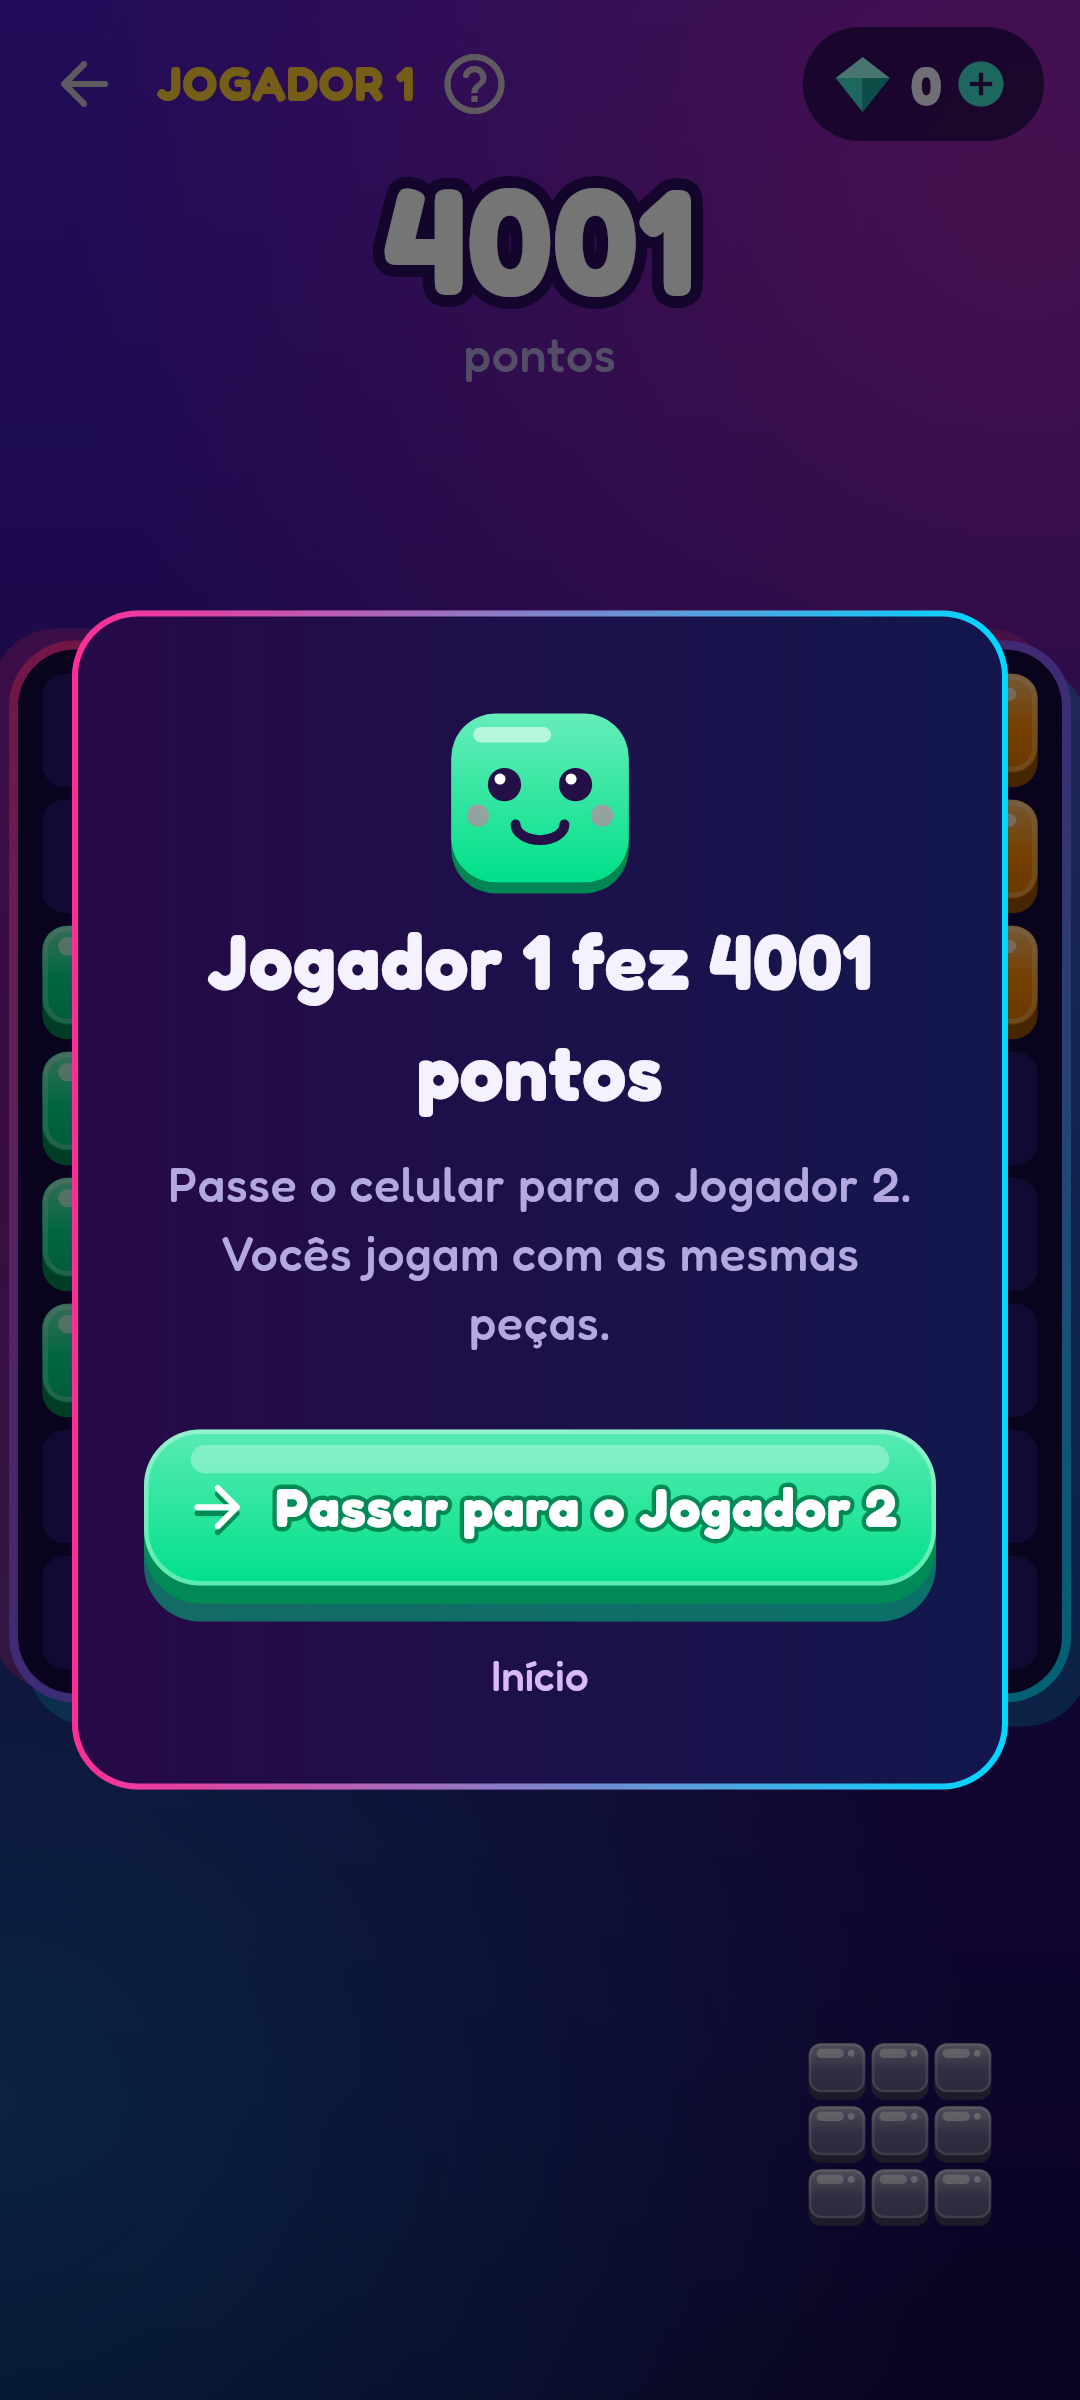 JOGADOR 1
0
4001
pontos
Jogador 1 fez 4001
pontos
Passe o celular para o Jogador 2.
Vocês jogam com as mesmas
peças.
Passar para o Jogador 2
Início